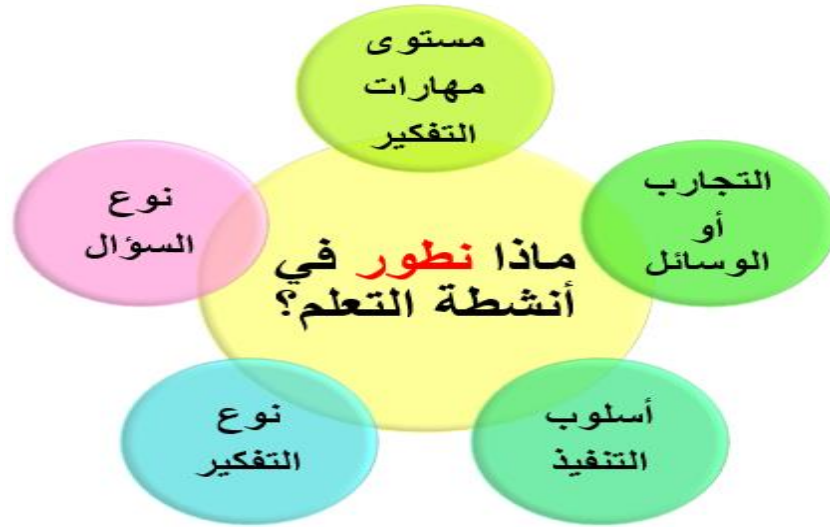 مستوى
مهارات
التفكير
التجارب
أو
الوسائل
نوع
السؤال
ماذا نطور في
أنشطة التعلم؟
أسلوب
التنفيذ
نوع
التفكير